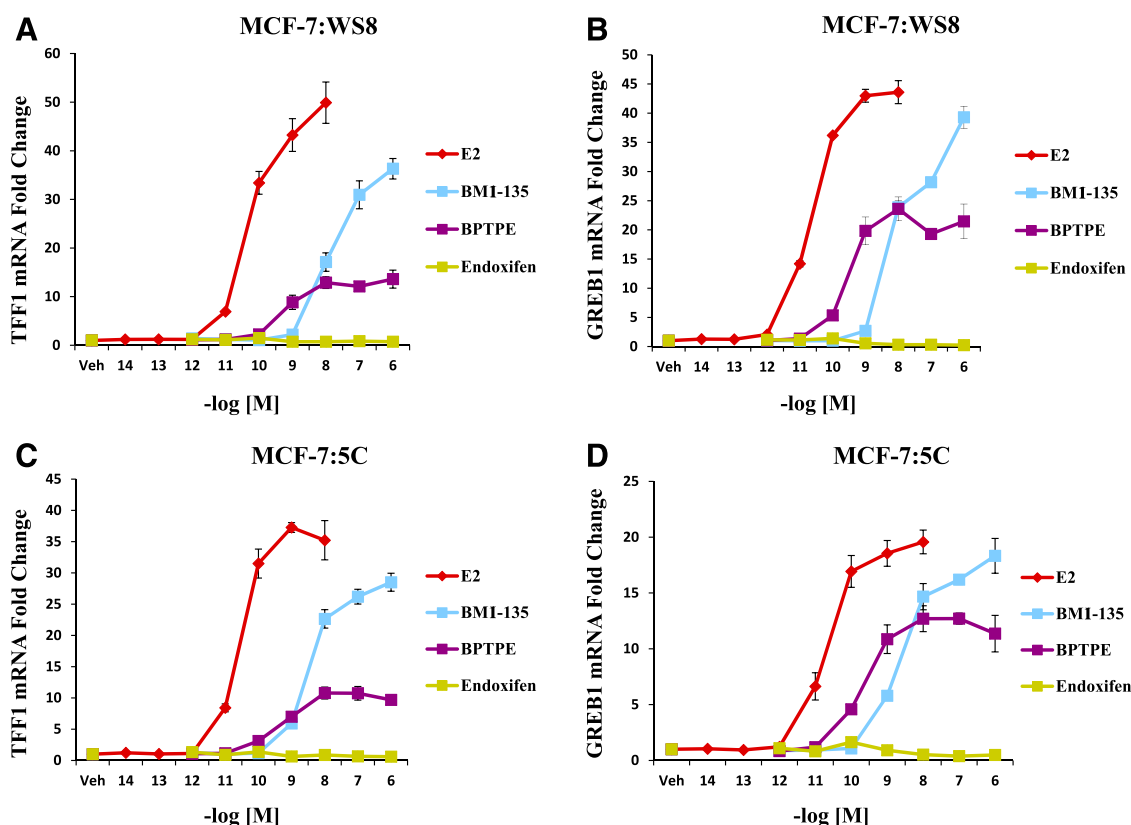 A
MCF-7:WS8
TFF1 mRNA Fold Change
60
50
40
30
20
10
0
Veh 14 13 12 11 10 9 8 7 6
-log [M]
E2
BM1-135
BPTPE
Endoxifen
B
MCF-7:WS8
GREB1 mRNA Fold Change
50
45
40
35
30
25
20
15
10
5
0
Veh 14 13 12 11 10 9 8 7 6
-log [M]
E2
BM1-135
BPTPE
Endoxifen
C
MCF-7:5C
TFF1 mRNA Fold Change
45
40
35
30
25
20
15
10
5
0
Veh 14 13 12 11 10 9 8 7 6
-log [M]
E2
BM1-135
BPTPE
Endoxifen
D
MCF-7:5C
GREB1 mRNA Fold Change
25
20
15
10
5
0
Veh 14 13 12 11 10 9 8 7 6
-log [M]
E2
BM1-135
BPTPE
Endoxifen